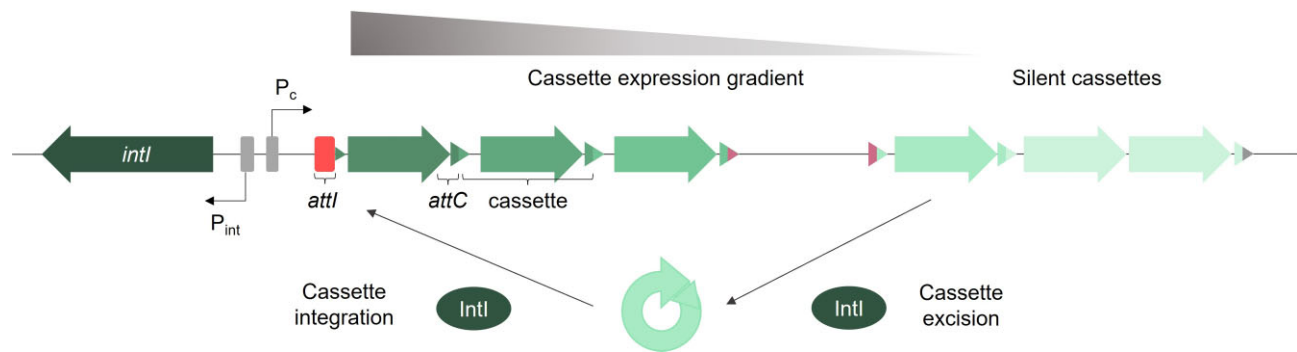 Cassette expression gradient
Silent cassettes
Pc
intI
Pint
attI
attC
cassette
Cassette
integration
IntI
IntI
Cassette
excision